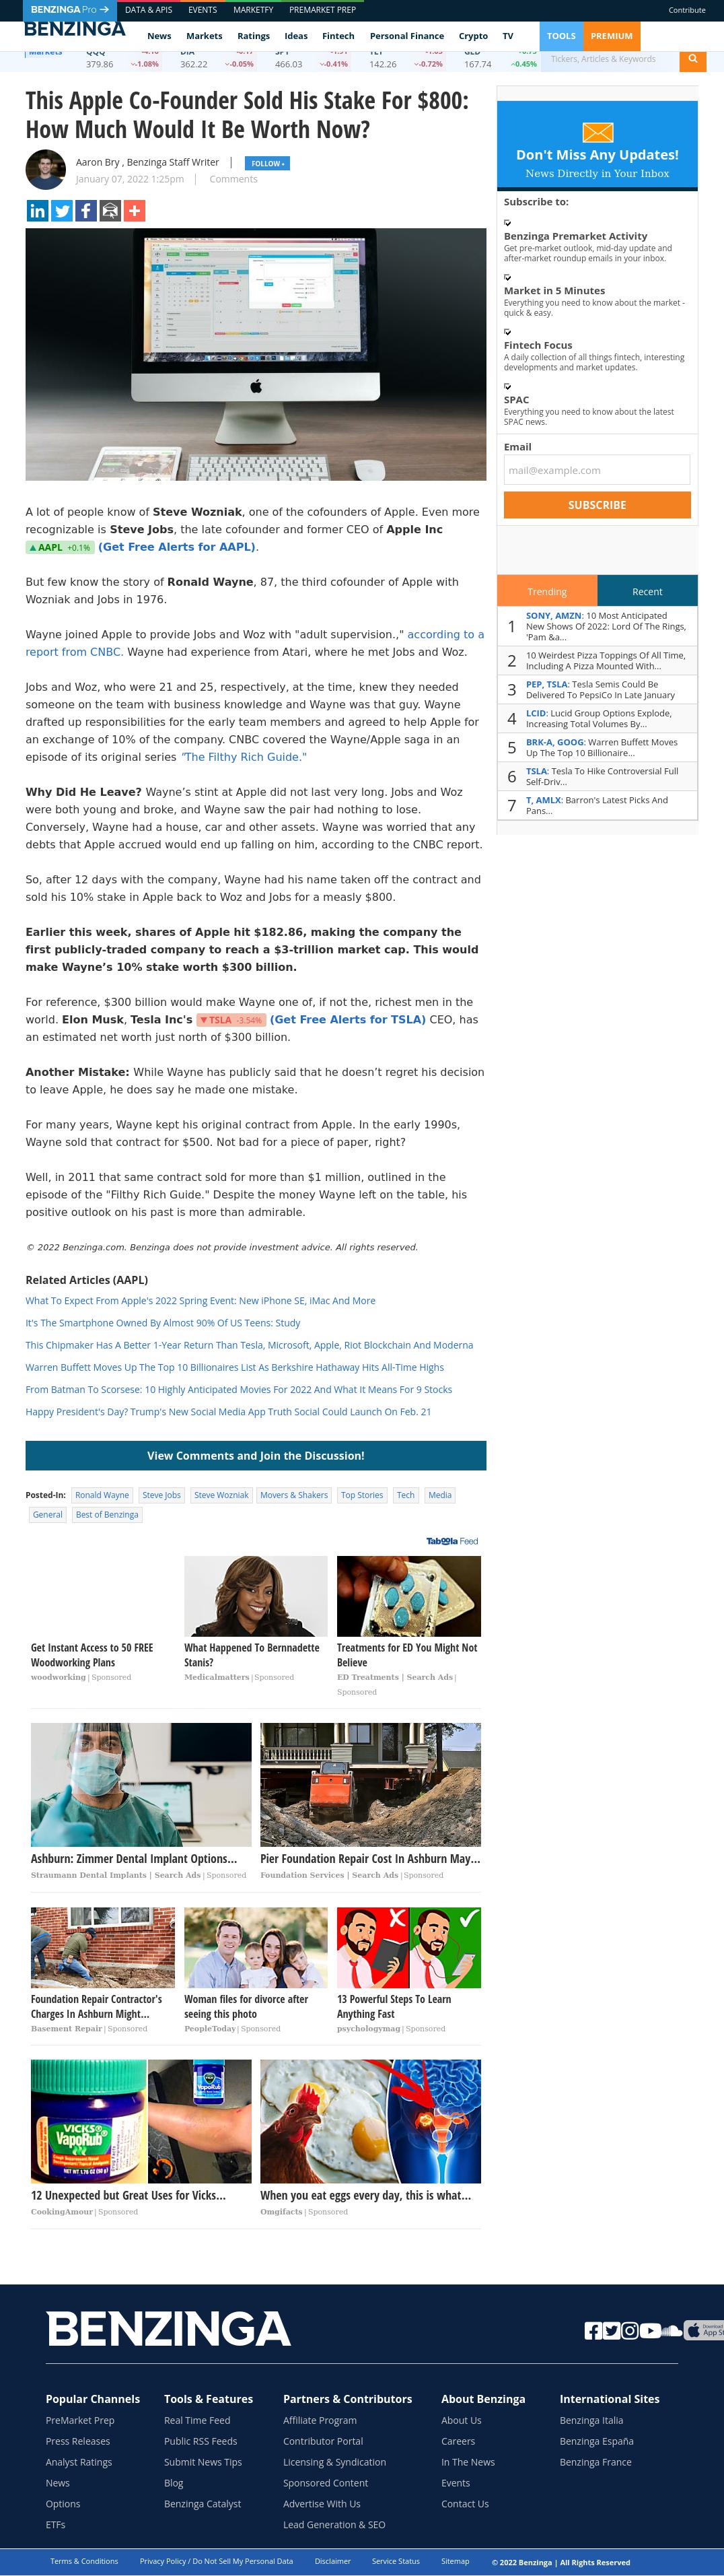 BENZINGA Pro →
DATA & APIS
EVENTS
MARKETFY
PREMARKET PREP
Contribute
BENZINGA
News
Markets
Ratings
Ideas
Fintech
Personal Finance
Crypto
TV
TOOLS
PREMIUM
Markets
QQQ
379.86
-1.08%
DIA
362.22
-0.05%
SPY
466.03
-0.41%
TLT
142.26
-0.72%
GLD
167.74
0.45%
Tickers, Articles & Keywords
This Apple Co-Founder Sold His Stake For $800:
How Much Would It Be Worth Now?
Aaron Bry , Benzinga Staff Writer
FOLLOW +
January 07, 2022 1:25pm
Comments
A lot of people know of Steve Wozniak, one of the cofounders of Apple. Even more
recognizable is Steve Jobs, the late cofounder and former CEO of Apple Inc
▲AAPL +0.1% (Get Free Alerts for AAPL).
But few know the story of Ronald Wayne, 87, the third cofounder of Apple with
Wozniak and Jobs in 1976.
Wayne joined Apple to provide Jobs and Woz with "adult supervision.," according to a
report from CNBC. Wayne had experience from Atari, where he met Jobs and Woz.
Jobs and Woz, who were 21 and 25, respectively, at the time, knew they needed
someone on the team with business knowledge and Wayne was that guy. Wayne
drafted up responsibilities for the early team members and agreed to help Apple for
an exchange of 10% of the company. CNBC covered the Wayne/Apple saga in an
episode of its original series "The Filthy Rich Guide."
Why Did He Leave? Wayne’s stint at Apple did not last very long. Jobs and Woz
were both young and broke, and Wayne saw the pair had nothing to lose.
Conversely, Wayne had a house, car and other assets. Wayne was worried that any
debts that Apple accrued would end up falling on him, according to the CNBC report.
So, after 12 days with the company, Wayne had his name taken off the contract and
sold his 10% stake in Apple back to Woz and Jobs for a measly $800.
Earlier this week, shares of Apple hit $182.86, making the company the
first publicly-traded company to reach a $3-trillion market cap. This would
make Wayne’s 10% stake worth $300 billion.
For reference, $300 billion would make Wayne one of, if not the, richest men in the
world. Elon Musk, Tesla Inc's ▼TSLA -3.54% (Get Free Alerts for TSLA) CEO, has
an estimated net worth just north of $300 billion.
Another Mistake: While Wayne has publicly said that he doesn’t regret his decision
to leave Apple, he does say he made one mistake.
For many years, Wayne kept his original contract from Apple. In the early 1990s,
Wayne sold that contract for $500. Not bad for a piece of paper, right?
Well, in 2011 that same contract sold for more than $1 million, outlined in the
episode of the "Filthy Rich Guide." Despite the money Wayne left on the table, his
positive outlook on his past is more than admirable.
© 2022 Benzinga.com. Benzinga does not provide investment advice. All rights reserved.
Related Articles (AAPL)
What To Expect From Apple's 2022 Spring Event: New iPhone SE, iMac And More
It's The Smartphone Owned By Almost 90% Of US Teens: Study
This Chipmaker Has A Better 1-Year Return Than Tesla, Microsoft, Apple, Riot Blockchain And Moderna
Warren Buffett Moves Up The Top 10 Billionaires List As Berkshire Hathaway Hits All-Time Highs
From Batman To Scorsese: 10 Highly Anticipated Movies For 2022 And What It Means For 9 Stocks
Happy President's Day? Trump's New Social Media App Truth Social Could Launch On Feb. 21
View Comments and Join the Discussion!
Posted-In: Ronald Wayne Steve Jobs Steve Wozniak Movers & Shakers Top Stories Tech Media
General Best of Benzinga
Don't Miss Any Updates!
News Directly in Your Inbox
Subscribe to:
Benzinga Premarket Activity
Get pre-market outlook, mid-day update and
after-market roundup emails in your inbox.
Market in 5 Minutes
Everything you need to know about the market -
quick & easy.
Fintech Focus
A daily collection of all things fintech, interesting
developments and market updates.
SPAC
Everything you need to know about the latest
SPAC news.
Email
mail@example.com
SUBSCRIBE
Trending
Recent
1 SONY, AMZN: 10 Most Anticipated
New Shows Of 2022: Lord Of The Rings,
'Pam &a...
2 10 Weirdest Pizza Toppings Of All Time,
Including A Pizza Mounted With...
3 PEP, TSLA: Tesla Semis Could Be
Delivered To PepsiCo In Late January
4 LCID: Lucid Group Options Explode,
Increasing Total Volumes By...
5 BRK-A, GOOG: Warren Buffett Moves
Up The Top 10 Billionaire...
6 TSLA: Tesla To Hike Controversial Full
Self-Driv...
7 T, AMLX: Barron's Latest Picks And
Pans...
Taboola Feed
Get Instant Access to 50 FREE
Woodworking Plans
woodworking | Sponsored
What Happened To Bernnadette
Stanis?
Medicalmatters | Sponsored
Treatments for ED You Might Not
Believe
ED Treatments | Search Ads |
Sponsored
Ashburn: Zimmer Dental Implant Options...
Straumann Dental Implants | Search Ads | Sponsored
Pier Foundation Repair Cost In Ashburn May...
Foundation Services | Search Ads | Sponsored
Foundation Repair Contractor's
Charges In Ashburn Might...
Basement Repair | Sponsored
Woman files for divorce after
seeing this photo
PeopleToday | Sponsored
13 Powerful Steps To Learn
Anything Fast
psychologymag | Sponsored
VICKS
VapoRub
NET WT 1.76 OZ (50 g)
VICKS
VapoRub
12 Unexpected but Great Uses for Vicks...
CookingAmour | Sponsored
When you eat eggs every day, this is what...
Omgifacts | Sponsored
BENZINGA
Download
App St
Popular Channels
PreMarket Prep
Press Releases
Analyst Ratings
News
Options
ETFs
Tools & Features
Real Time Feed
Public RSS Feeds
Submit News Tips
Blog
Benzinga Catalyst
Partners & Contributors
Affiliate Program
Contributor Portal
Licensing & Syndication
Sponsored Content
Advertise With Us
Lead Generation & SEO
About Benzinga
About Us
Careers
In The News
Events
Contact Us
International Sites
Benzinga Italia
Benzinga España
Benzinga France
Terms & Conditions
Privacy Policy / Do Not Sell My Personal Data
Disclaimer
Service Status
Sitemap
© 2022 Benzinga | All Rights Reserved